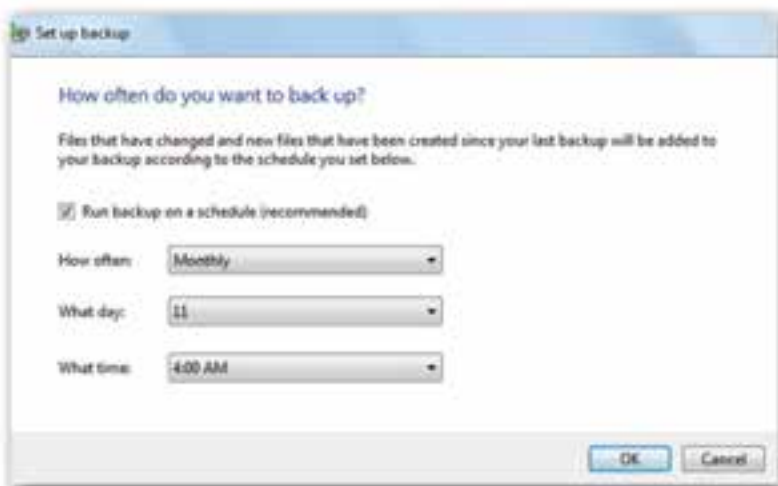 Set up backup
How often do you want to back up?
Files that have changed and new files that have been created since your last backup will be added to
your backup according to the schedule you set below.
Run backup on a schedule (recommended)
How often: Monthly
What day: 11
What time: 4:00 AM
OK Cancel